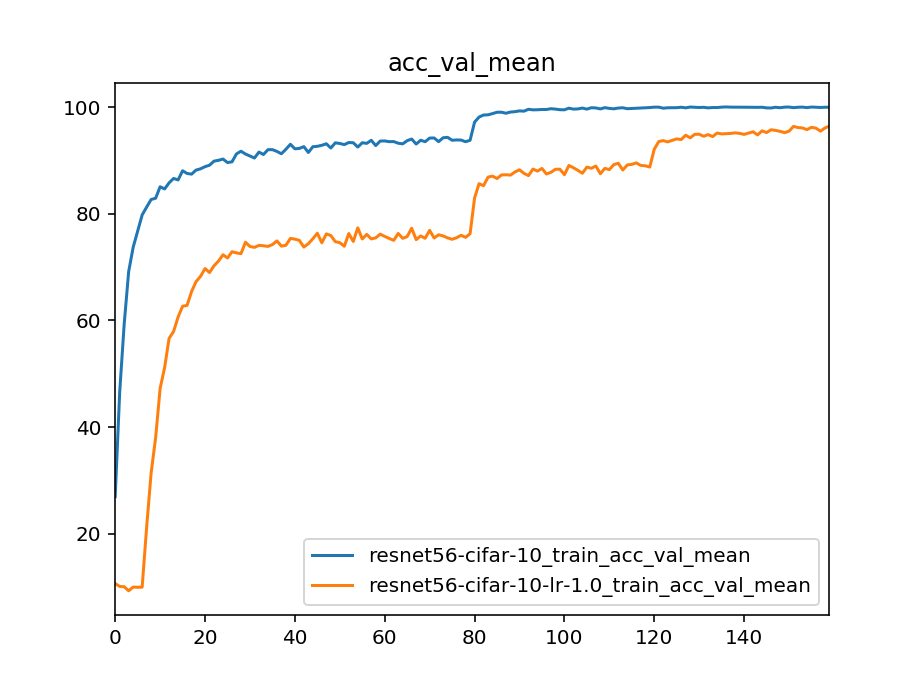 acc_val_mean
100
80
60
40
20
resnet56-cifar-10_train_acc_val_mean
resnet56-cifar-10-lr-1.0_train_acc_val_mean
0 20 40 60 80 100 120 140